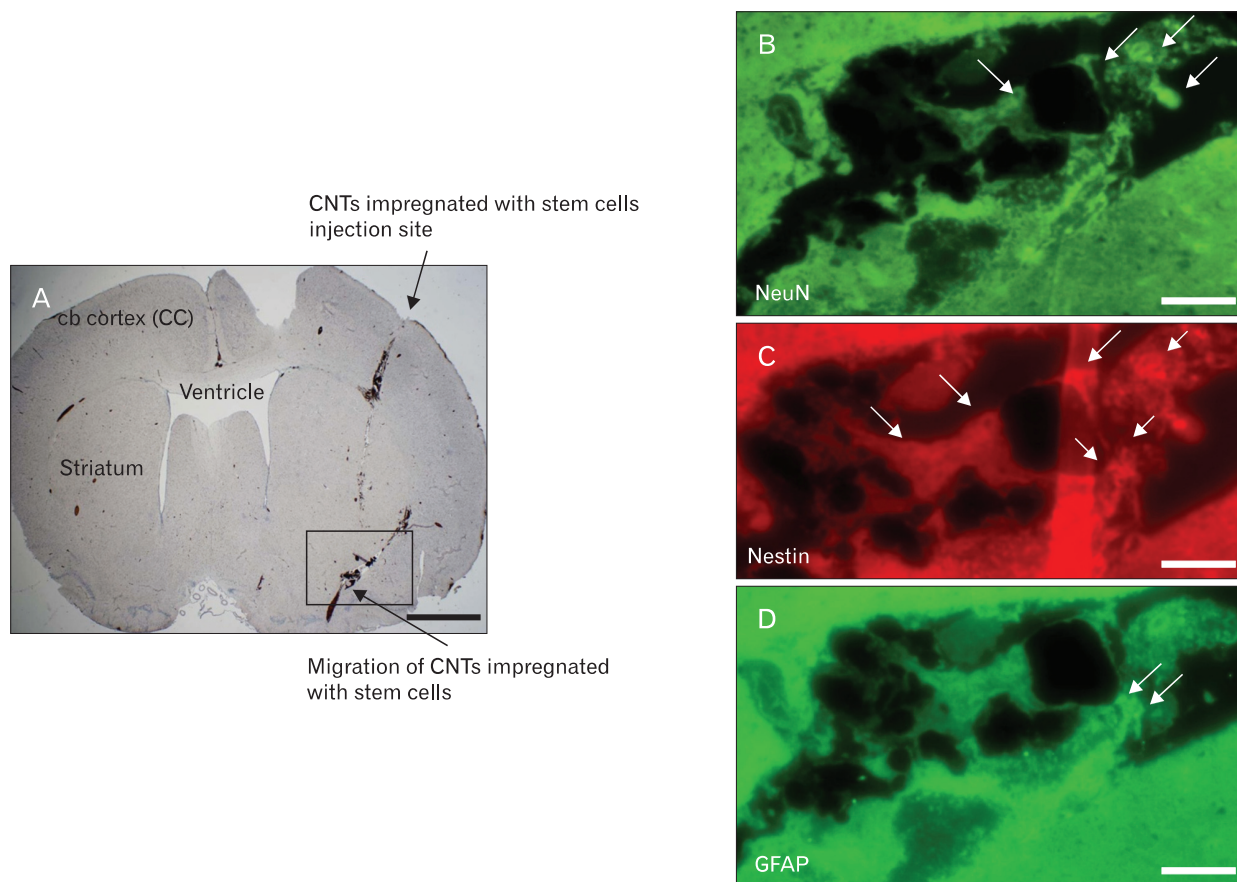 CNTs impregnated with stem cells
injection site
A
cb cortex (CC)
Ventricle
Striatum
Migration of CNTs impregnated
with stem cells
B
NeuN
C
Nestin
D
GFAP